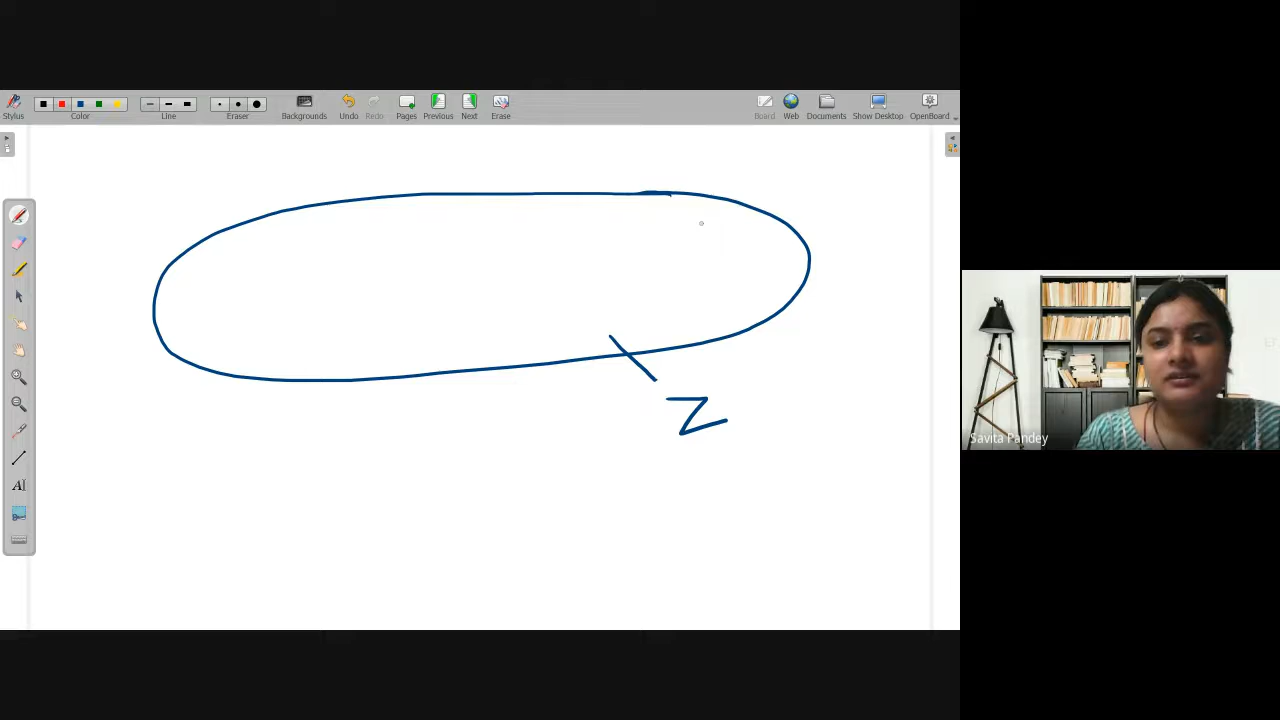 Stylus Color Line Eraser Backgrounds Undo Redo Pages Previous Next Erase Board Web Documents Show Desktop OpenBoard
Z
Savita Pandey